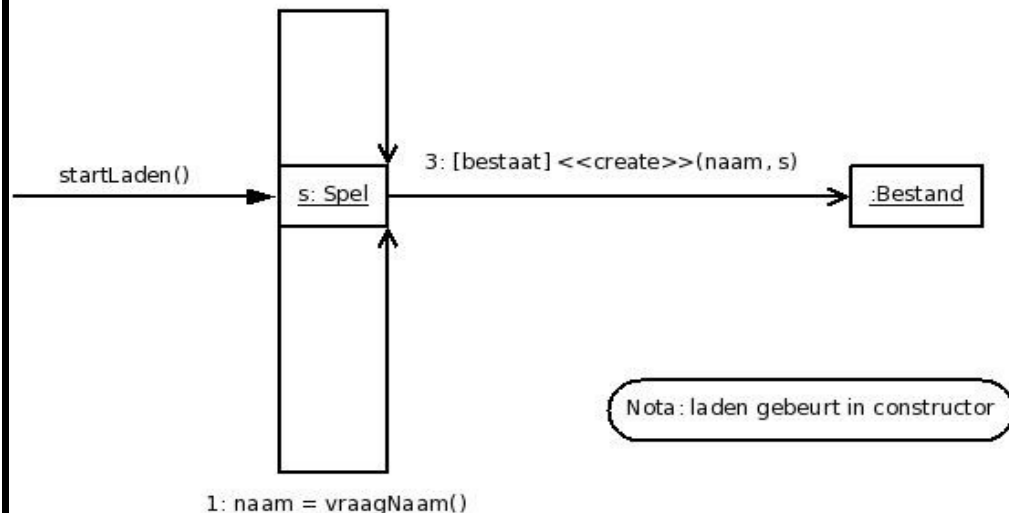 startLaden()
s: Spel
3: [bestaat] <<create>>(naam, s)
:Bestand
Nota: laden gebeurt in constructor
1: naam = vraagNaam()